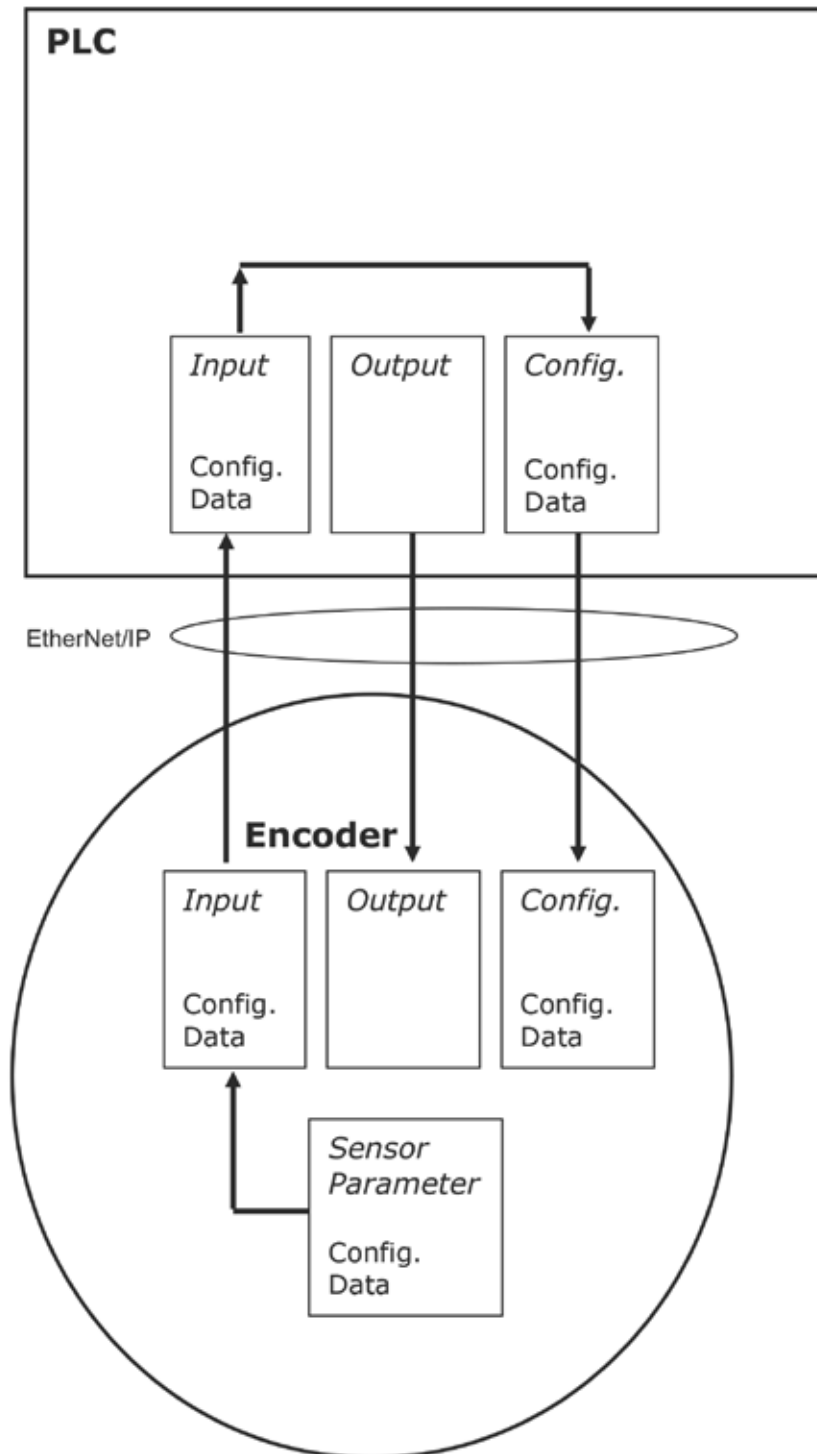 PLC
Input
Output
Config.
Config.
Data
Config.
Data
EtherNet/IP
Encoder
Input
Output
Config.
Config.
Data
Config.
Data
Sensor
Parameter
Config.
Data